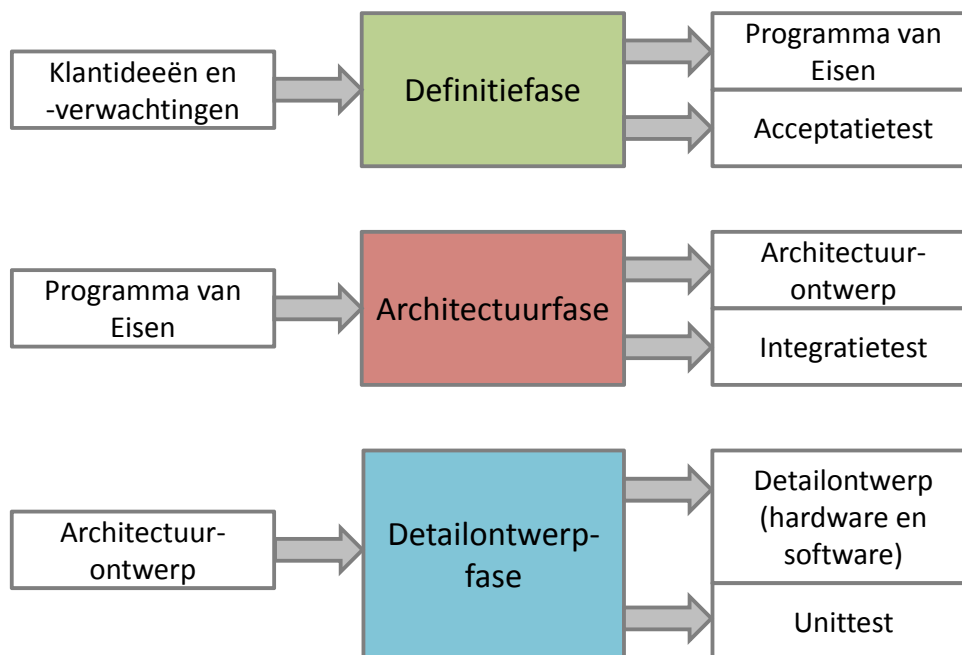 Klantideeën en
-verwachtingen
Definitiefase
Programma van
Eisen
Acceptatietest
Programma van
Eisen
Architectuurfase
Architectuur-
ontwerp
Integratietest
Architectuur-
ontwerp
Detailontwerp-
fase
Detailontwerp
(hardware en
software)
Unittest